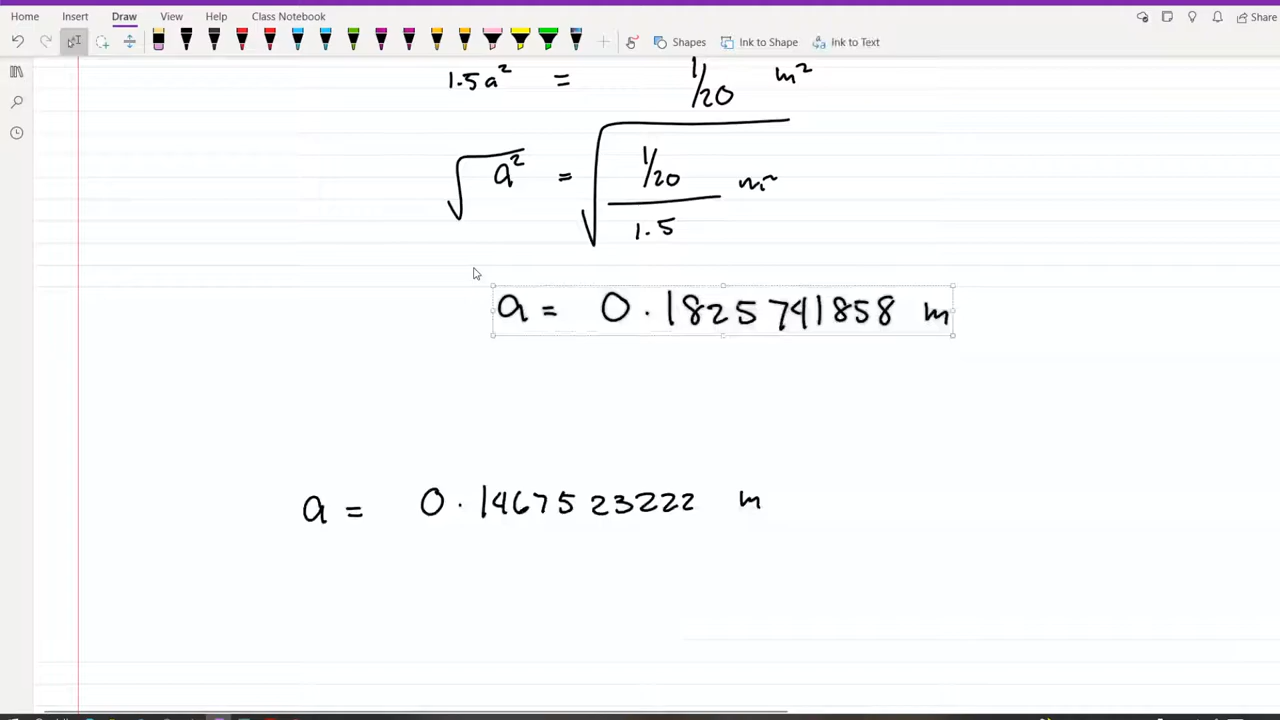 Home Insert Draw View Help Class Notebook Share
Shapes Ink to Shape Ink to Text
1.5a² = 1/20 m²
√a² = √(1/20 / 1.5 m²)
a = 0.1825741858 m
a = 0.1467523222 m